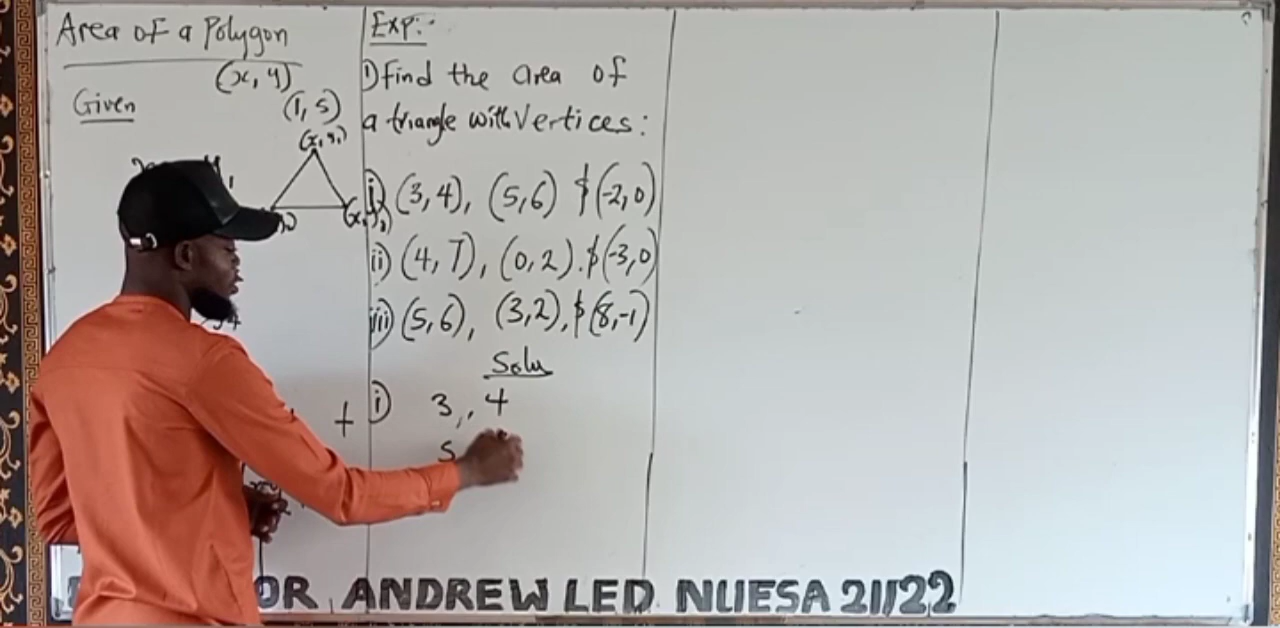 Area of a Polygon
(x, y)
Given
(1, 5)
(x, y,)
Exp:-
1) Find the area of
a triangle with Vertices:
i) (3,4), (5,6) & (-2,0)
ii) (4,7), (0,2). & (-3,0)
iii) (5,6), (3,2), & (8,-1)
Soln
i) 3, 4
5
+
OR ANDREW LED NUESA 21/22